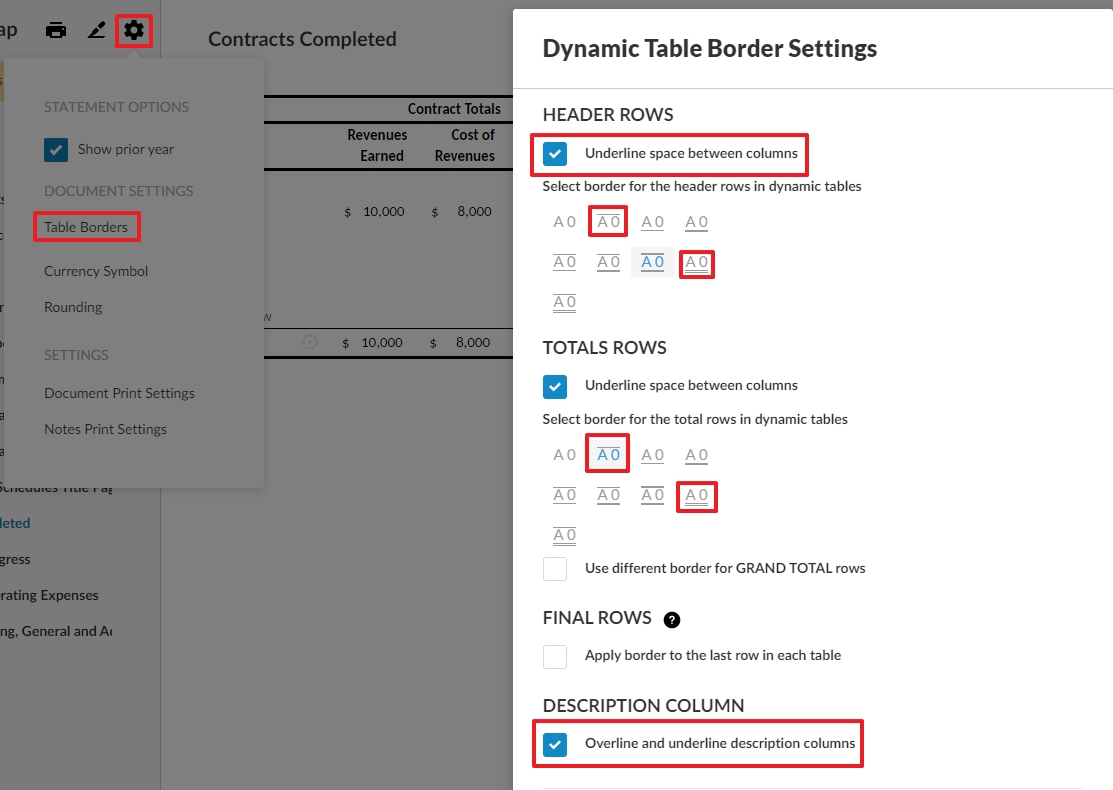 ap
STATEMENT OPTIONS
Show prior year
DOCUMENT SETTINGS
Table Borders
Currency Symbol
Rounding
SETTINGS
Document Print Settings
Notes Print Settings
leted
gress
rating Expenses
ng, General and A
Contracts Completed
Contract Totals
Revenues Cost of
Earned Revenues
$ 10,000 $ 8,000
w
$ 10,000 $ 8,000
Dynamic Table Border Settings
HEADER ROWS
Underline space between columns
Select border for the header rows in dynamic tables
A 0 A 0 A 0 A 0
A 0 A 0 A 0 A 0
A 0
TOTALS ROWS
Underline space between columns
Select border for the total rows in dynamic tables
A 0 A 0 A 0 A 0
A 0 A 0 A 0 A 0
A 0
Use different border for GRAND TOTAL rows
FINAL ROWS ?
Apply border to the last row in each table
DESCRIPTION COLUMN
Overline and underline description columns